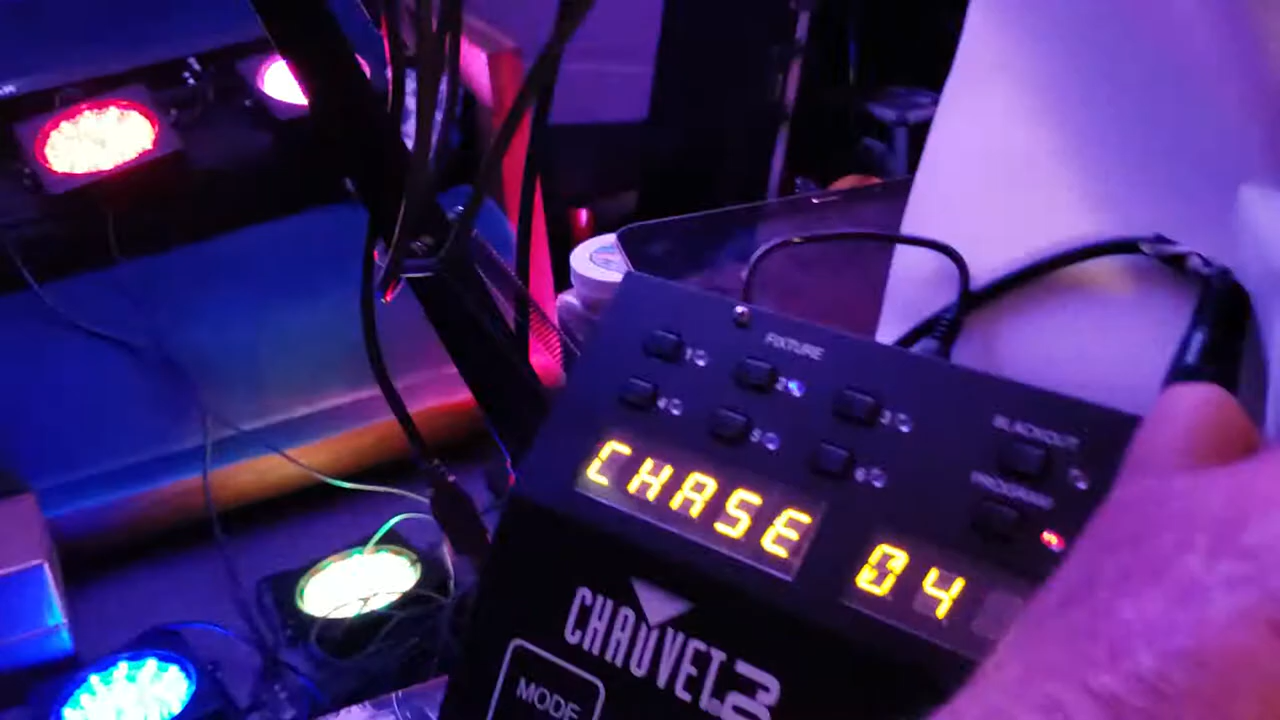 FIXTURE
1
2
3
4
5
6
BLACKOUT
PROGRAM
CHASE
04
CHAUVET
MODE